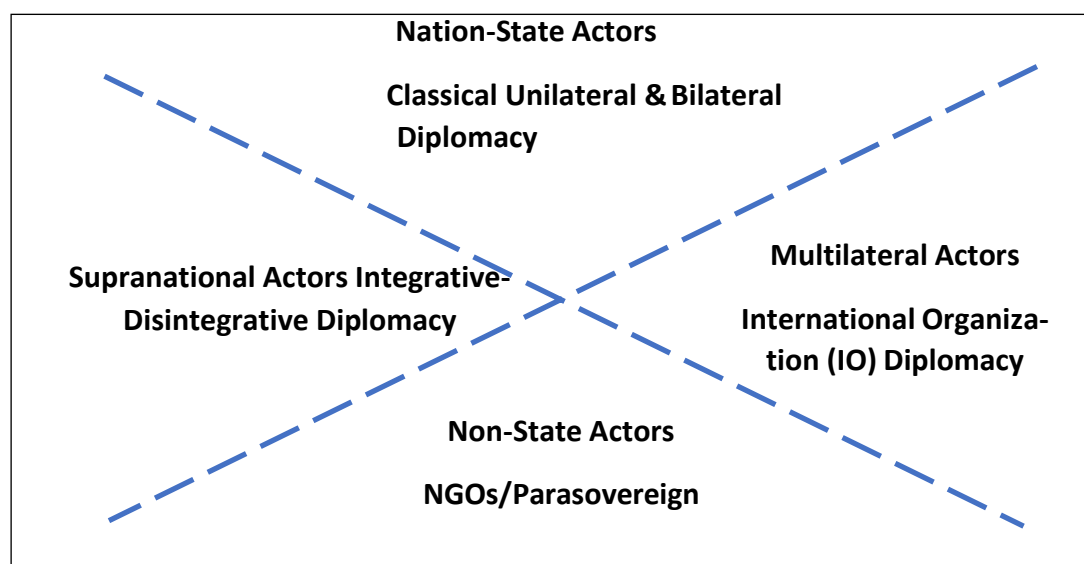 Nation-State Actors
Classical Unilateral & Bilateral
Diplomacy
Supranational Actors Integrative-
Disintegrative Diplomacy
Multilateral Actors
International Organiza-
tion (IO) Diplomacy
Non-State Actors
NGOs/Parasovereign